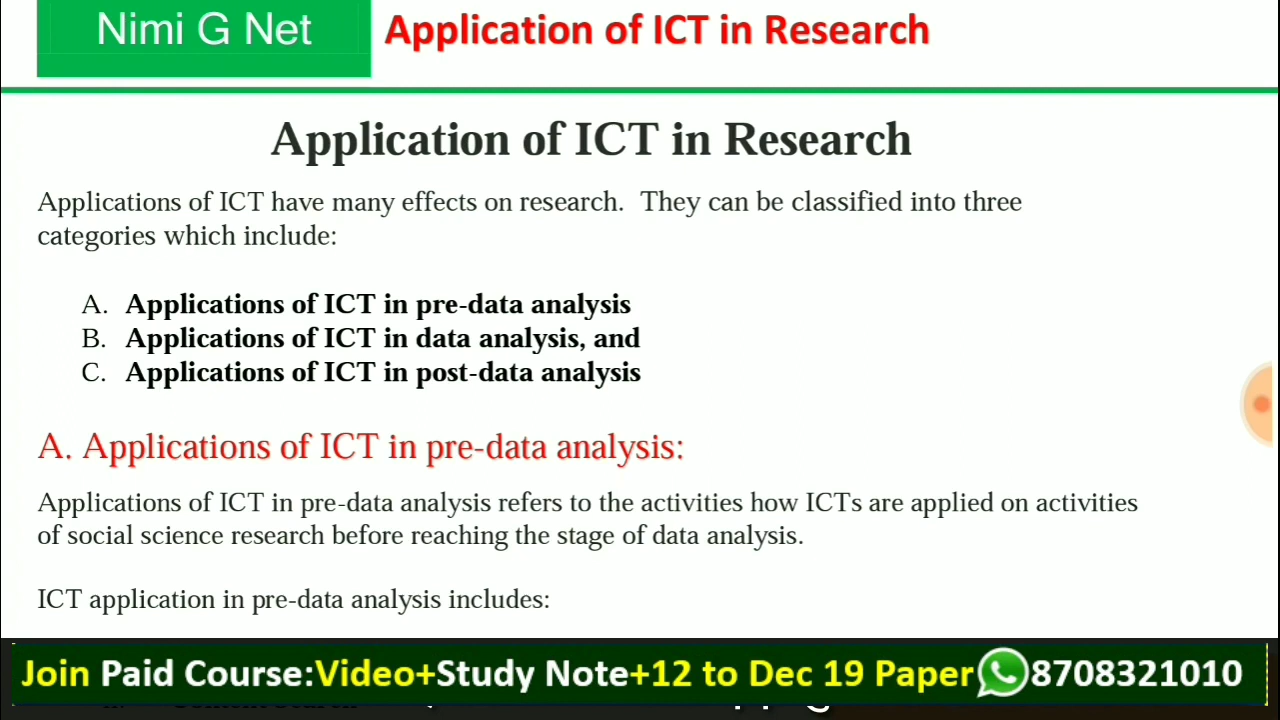 Nimi G Net
Application of ICT in Research
Application of ICT in Research
Applications of ICT have many effects on research. They can be classified into three
categories which include:
A. Applications of ICT in pre-data analysis
B. Applications of ICT in data analysis, and
C. Applications of ICT in post-data analysis
A. Applications of ICT in pre-data analysis:
Applications of ICT in pre-data analysis refers to the activities how ICTs are applied on activities
of social science research before reaching the stage of data analysis.
ICT application in pre-data analysis includes:
Join Paid Course:Video+Study Note+12 to Dec 19 Paper 8708321010